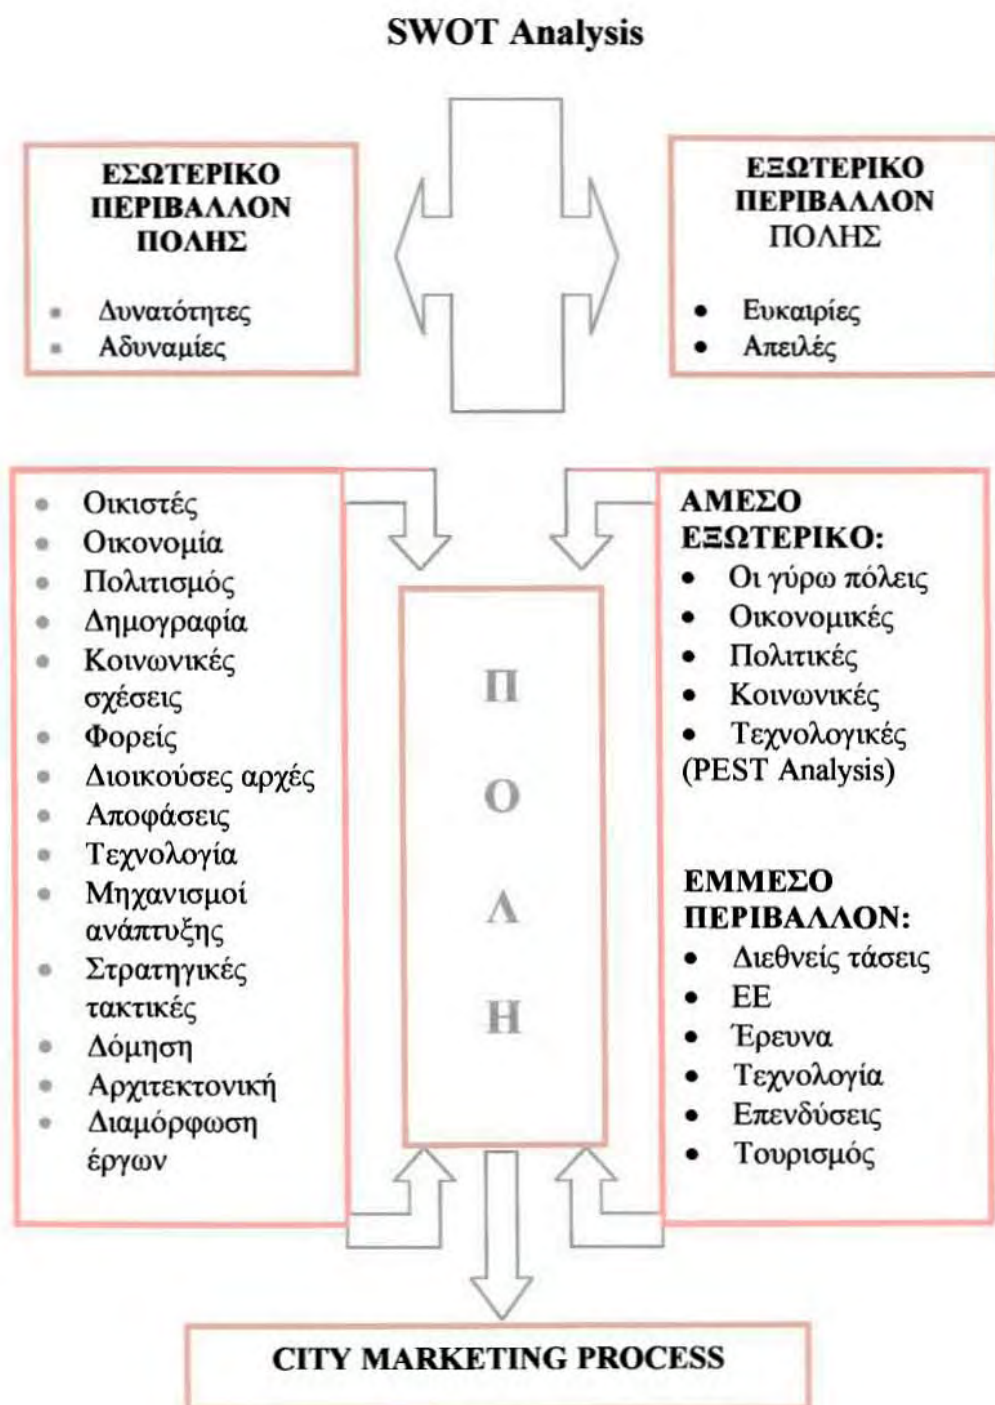 SWOT Analysis
ΕΣΩΤΕΡΙΚΟ
ΠΕΡΙΒΑΛΛΟΝ
ΠΟΛΗΣ
• Δυνατότητες
• Αδυναμίες
ΕΞΩΤΕΡΙΚΟ
ΠΕΡΙΒΑΛΛΟΝ
ΠΟΛΗΣ
• Ευκαιρίες
• Απειλές
• Οικιστές
• Οικονομία
• Πολιτισμός
• Δημογραφία
• Κοινωνικές
σχέσεις
• Φορείς
• Διοικούσες αρχές
• Αποφάσεις
• Τεχνολογία
• Μηχανισμοί
ανάπτυξης
• Στρατηγικές
τακτικές
• Δόμηση
• Αρχιτεκτονική
• Διαμόρφωση
έργων
Π
Ο
Λ
Η
ΑΜΕΣΟ
ΕΞΩΤΕΡΙΚΟ:
• Οι γύρω πόλεις
• Οικονομικές
• Πολιτικές
• Κοινωνικές
• Τεχνολογικές
(PEST Analysis)
ΕΜΜΕΣΟ
ΠΕΡΙΒΑΛΛΟΝ:
• Διεθνείς τάσεις
• ΕΕ
• Έρευνα
• Τεχνολογία
• Επενδύσεις
• Τουρισμός
CITY MARKETING PROCESS